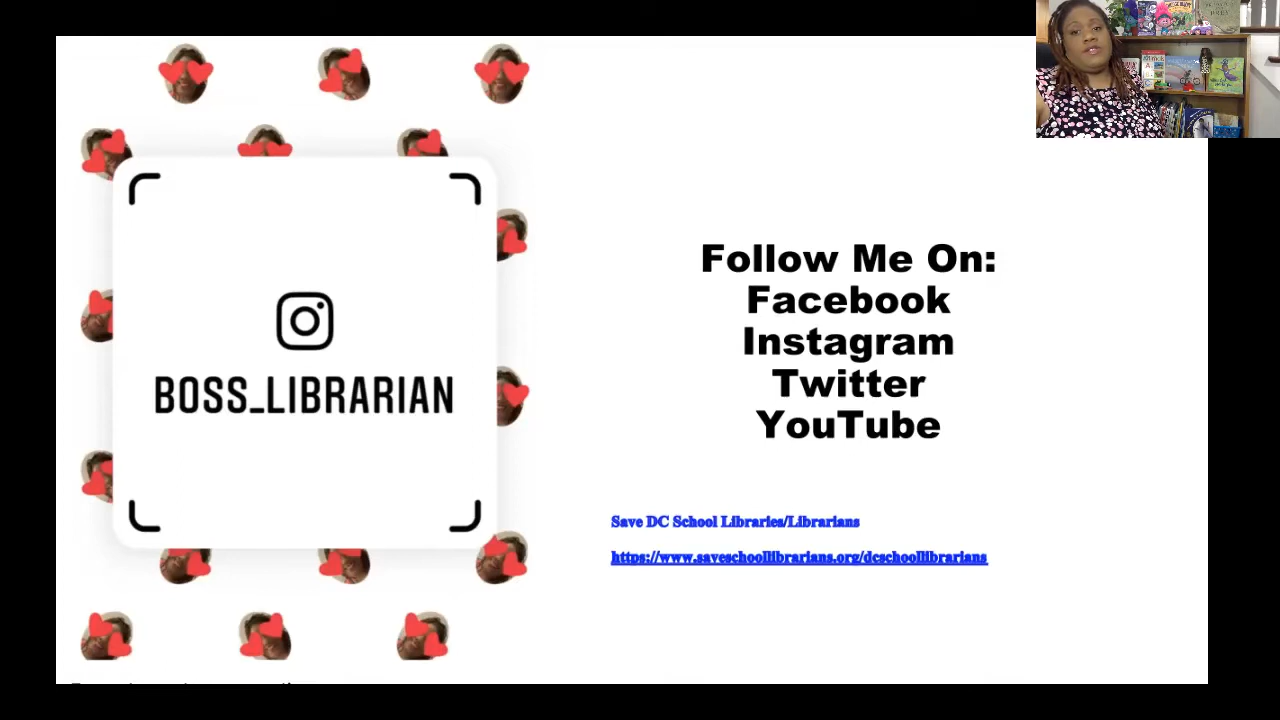 BOSS_LIBRARIAN
Follow Me On:
Facebook
Instagram
Twitter
YouTube
Save DC School Libraries/Librarians
https://www.saveschoollibrarians.org/dcschoollibrarians